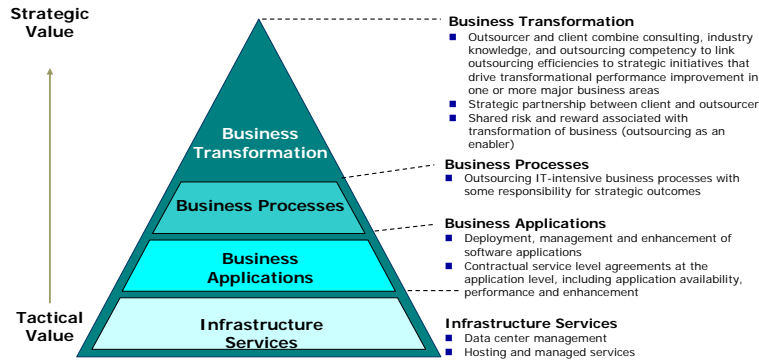 Strategic
Value
Business
Transformation
Business Processes
Business
Applications
Infrastructure
Services
Tactical
Value
Business Transformation
Outsourcer and client combine consulting, industry
knowledge, and outsourcing competency to link
outsourcing efficiencies to strategic initiatives that
drive transformational performance improvement in
one or more major business areas
Strategic partnership between client and outsourcer
Shared risk and reward associated with
transformation of business (outsourcing as an
enabler)
Business Processes
Outsourcing IT-intensive business processes with
some responsibility for strategic outcomes
Business Applications
Deployment, management and enhancement of
software applications
Contractual service level agreements at the
application level, including application availability,
performance and enhancement
Infrastructure Services
Data center management
Hosting and managed services